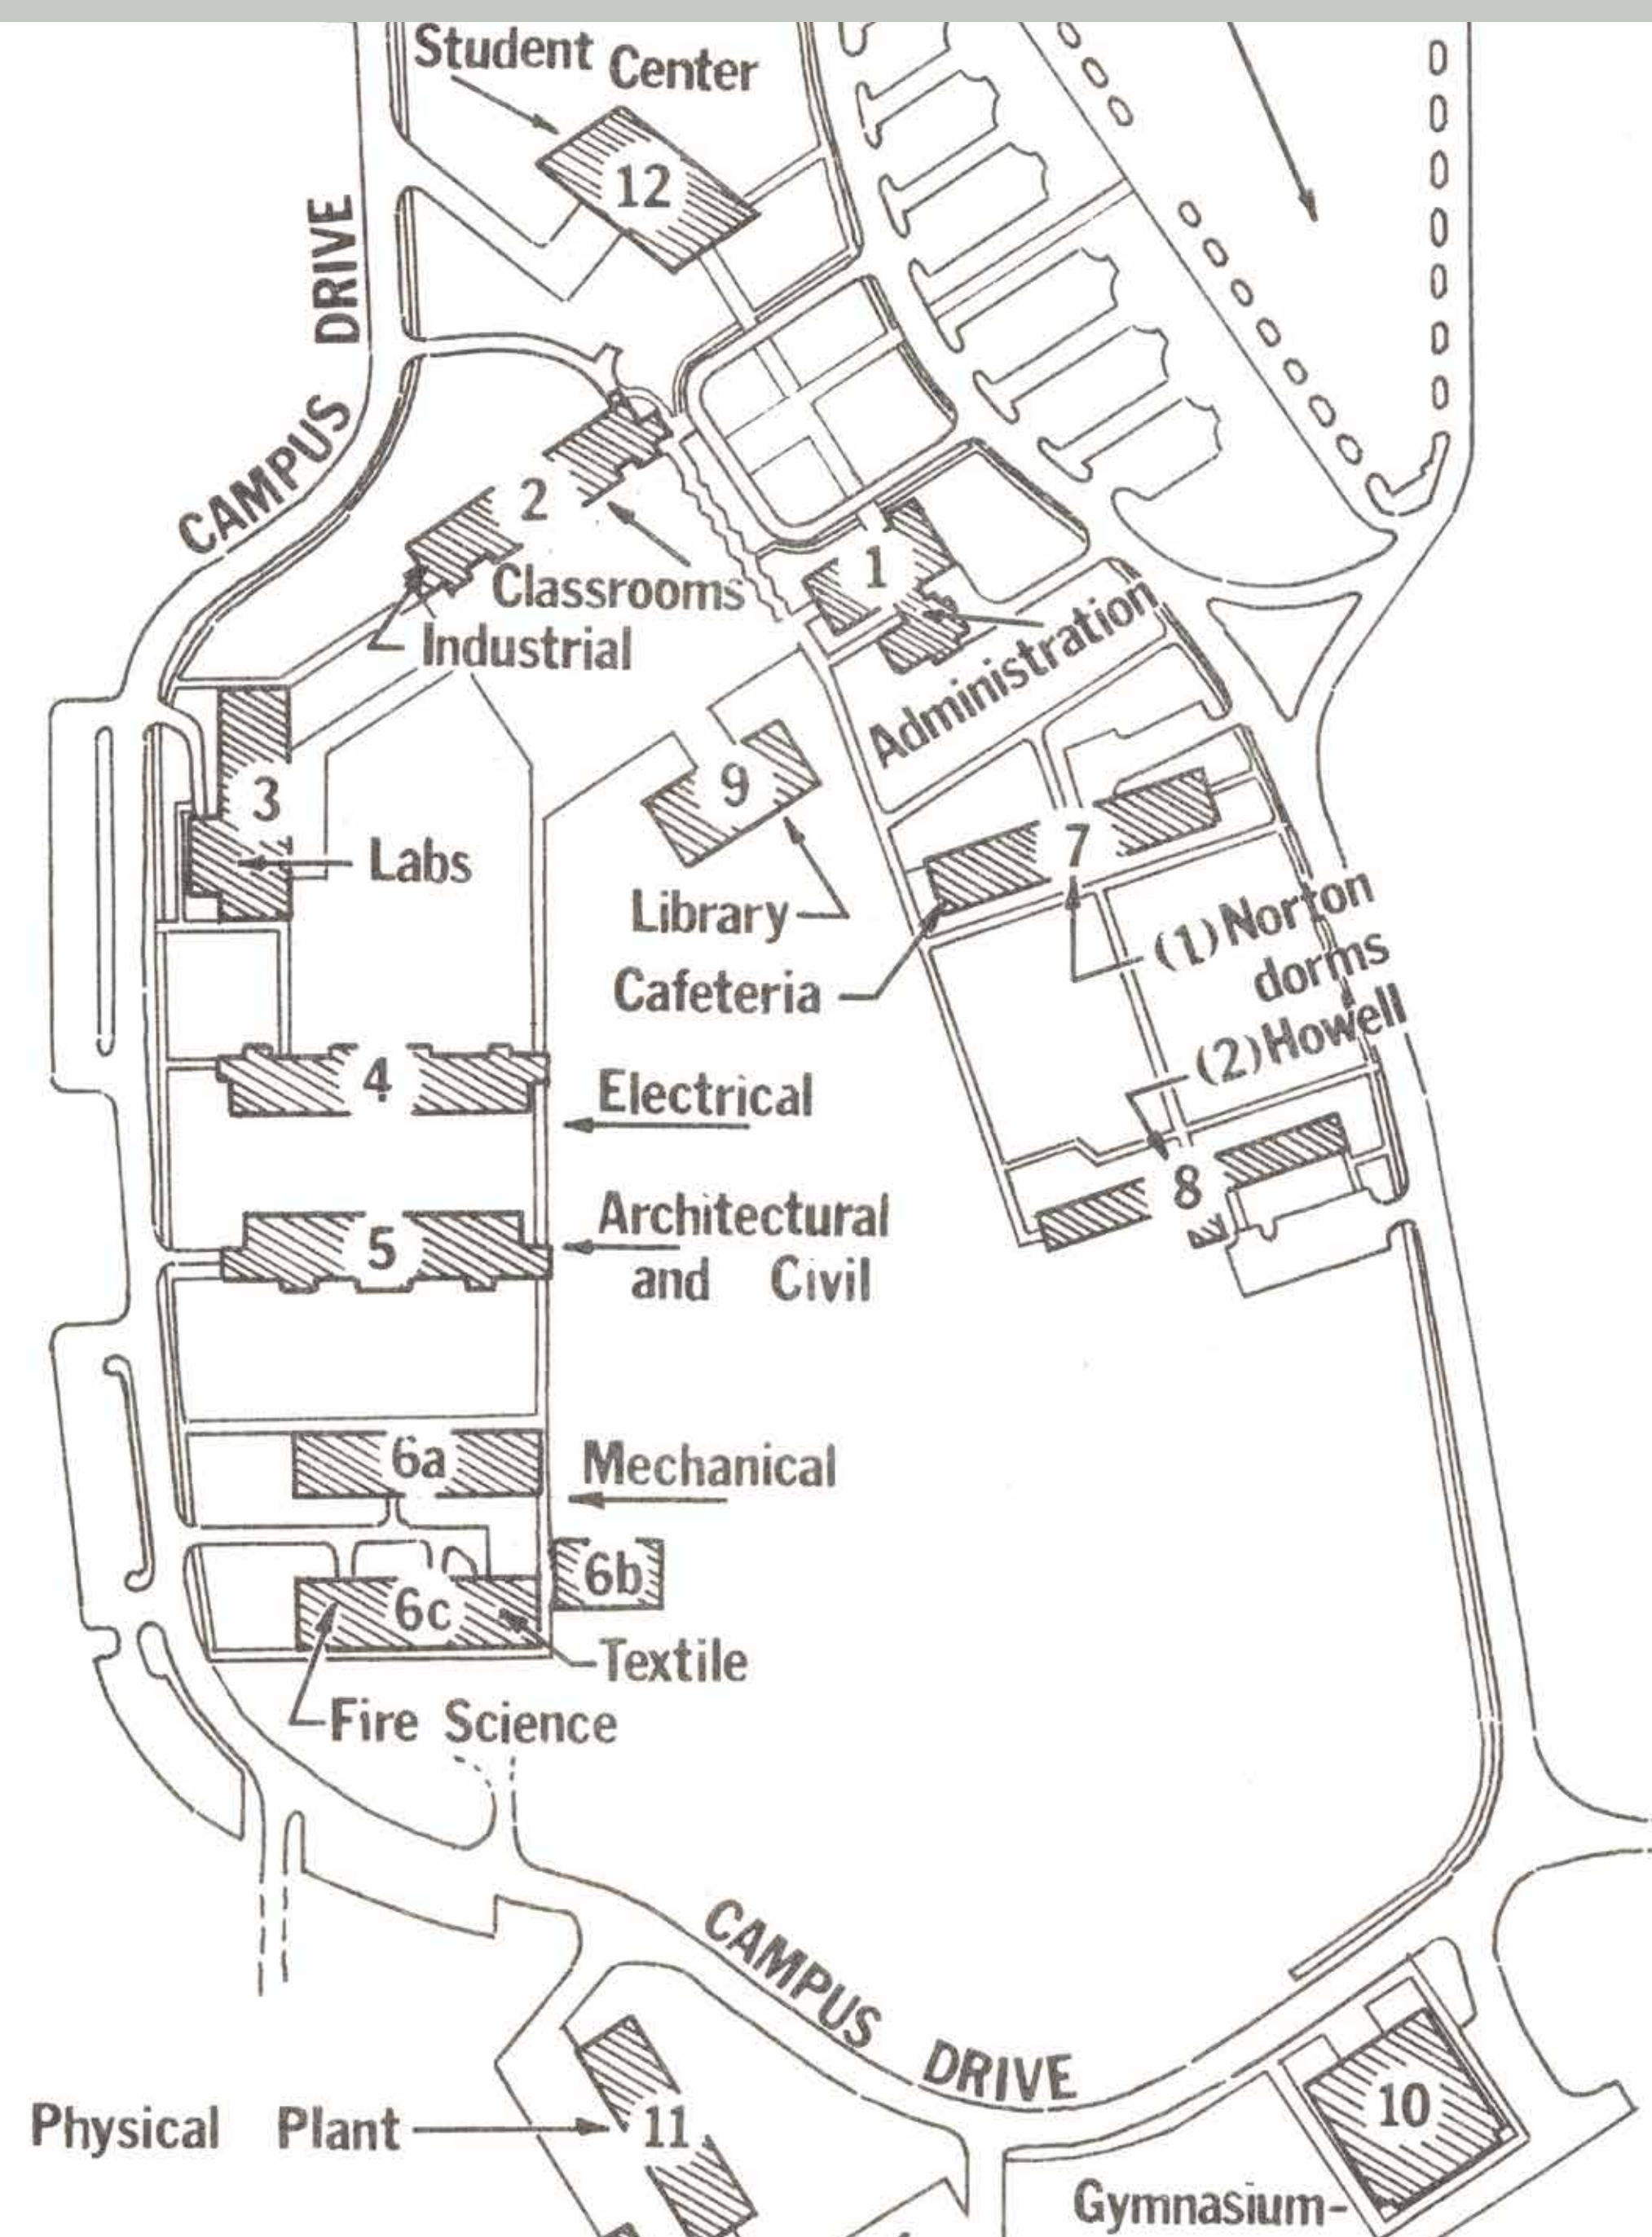 Student Center
12
DRIVE
CAMPUS
2
Classrooms
Industrial
1
Administration
3
Labs
9
Library
Cafeteria
7
(1) Norton
dorms
(2) Howell
8
4
Electrical
5
Architectural
and Civil
6a
Mechanical
6b
6c
Textile
Fire Science
CAMPUS
DRIVE
Physical Plant
11
10
Gymnasium-